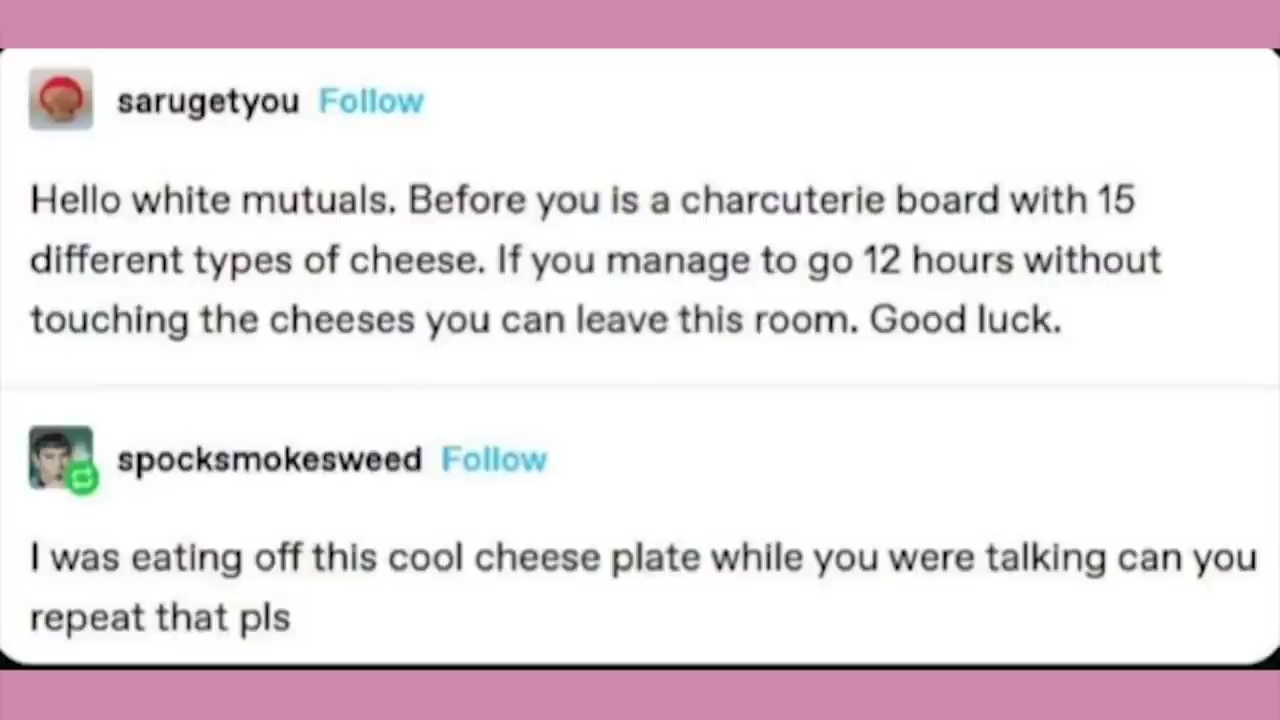 sarugetyou Follow
Hello white mutuals. Before you is a charcuterie board with 15
different types of cheese. If you manage to go 12 hours without
touching the cheeses you can leave this room. Good luck.
spocksmokesweed Follow
I was eating off this cool cheese plate while you were talking can you
repeat that pls